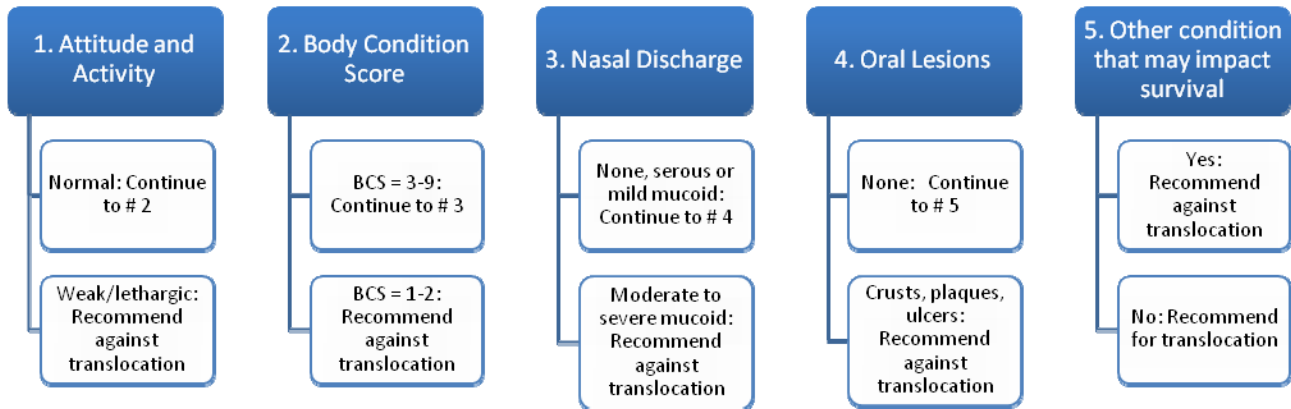 1. Attitude and
Activity
Normal: Continue
to # 2
Weak/lethargic:
Recommend
against
translocation
2. Body Condition
Score
BCS = 3-9:
Continue to # 3
BCS = 1-2:
Recommend
against
translocation
3. Nasal Discharge
None, serous or
mild mucoid:
Continue to # 4
Moderate to
severe mucoid:
Recommend
against
translocation
4. Oral Lesions
None: Continue
to # 5
Crusts, plaques,
ulcers:
Recommend
against
translocation
5. Other condition
that may impact
survival
Yes:
Recommend
against
translocation
No: Recommend
for translocation